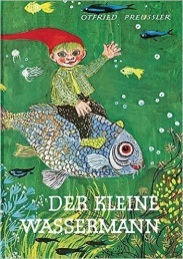 OTFRIED PREUSSLER
DER KLEINE
WASSERMANN